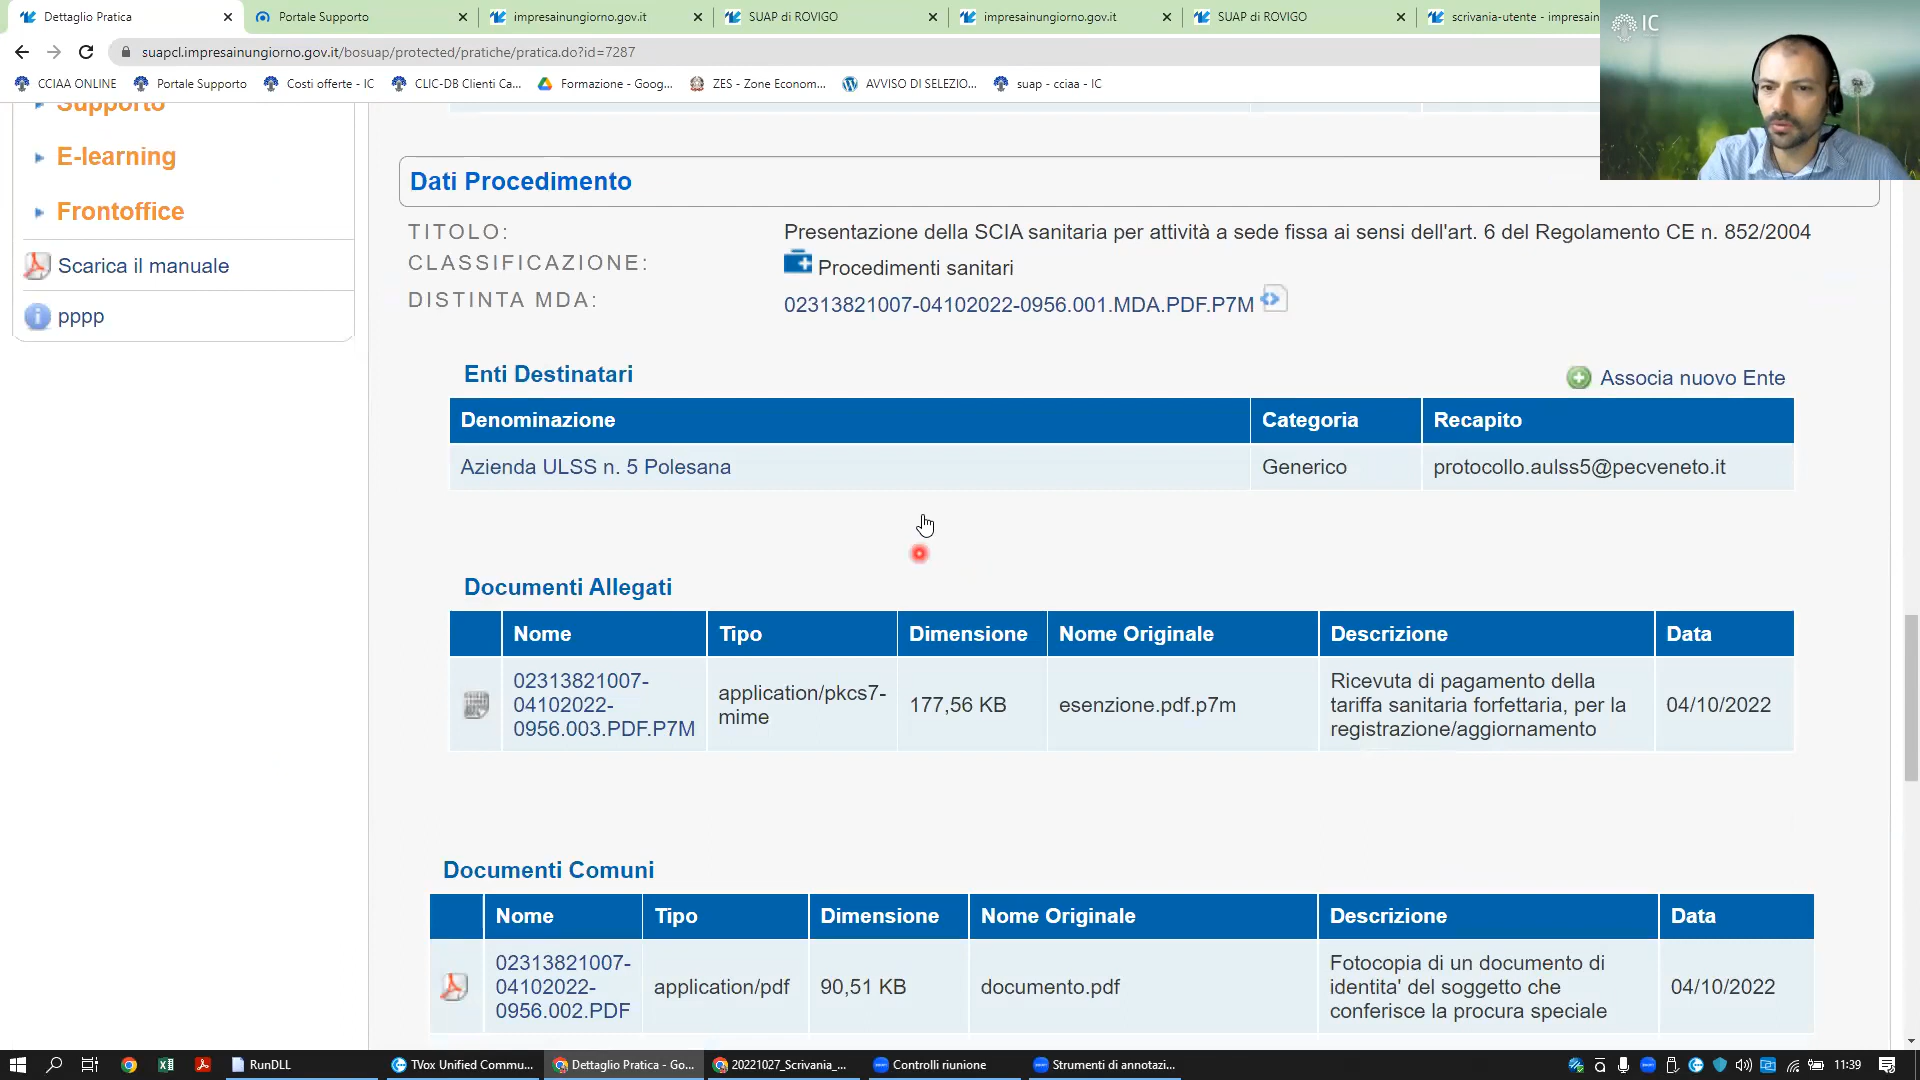 Dettaglio Pratica
Portale Supporto
impresainungiorno.gov.it
SUAP di ROVIGO
impresainungiorno.gov.it
SUAP di ROVIGO
scrivania-utente - impresain
IC
suapcl.impresainungiorno.gov.it/bosuap/protected/pratiche/pratica.do?id=7287
CCIAA ONLINE
Portale Supporto
Costi offerte - IC
CLIC-DB Clienti Ca...
Formazione - Goog...
ZES - Zone Econom...
AVVISO DI SELEZIO...
suap - cciaa - IC
Supporto
E-learning
Frontoffice
Scarica il manuale
pppp
Dati Procedimento
TITOLO: Presentazione della SCIA sanitaria per attività a sede fissa ai sensi dell'art. 6 del Regolamento CE n. 852/2004
CLASSIFICAZIONE: Procedimenti sanitari
DISTINTA MDA: 02313821007-04102022-0956.001.MDA.PDF.P7M
Enti Destinatari
Associa nuovo Ente
Denominazione Categoria Recapito
Azienda ULSS n. 5 Polesana Generico protocollo.aulss5@pecveneto.it
Documenti Allegati
Nome Tipo Dimensione Nome Originale Descrizione Data
02313821007-
04102022-
0956.003.PDF.P7M
application/pkcs7-
mime
177,56 KB
esenzione.pdf.p7m
Ricevuta di pagamento della
tariffa sanitaria forfettaria, per la
registrazione/aggiornamento
04/10/2022
Documenti Comuni
Nome Tipo Dimensione Nome Originale Descrizione Data
02313821007-
04102022-
0956.002.PDF
application/pdf
90,51 KB
documento.pdf
Fotocopia di un documento di
identita' del soggetto che
conferisce la procura speciale
04/10/2022
RunDLL
TVox Unified Commu...
Dettaglio Pratica - Go...
20221027_Scrivania_...
Controlli riunione
Strumenti di annotazi...
11:39